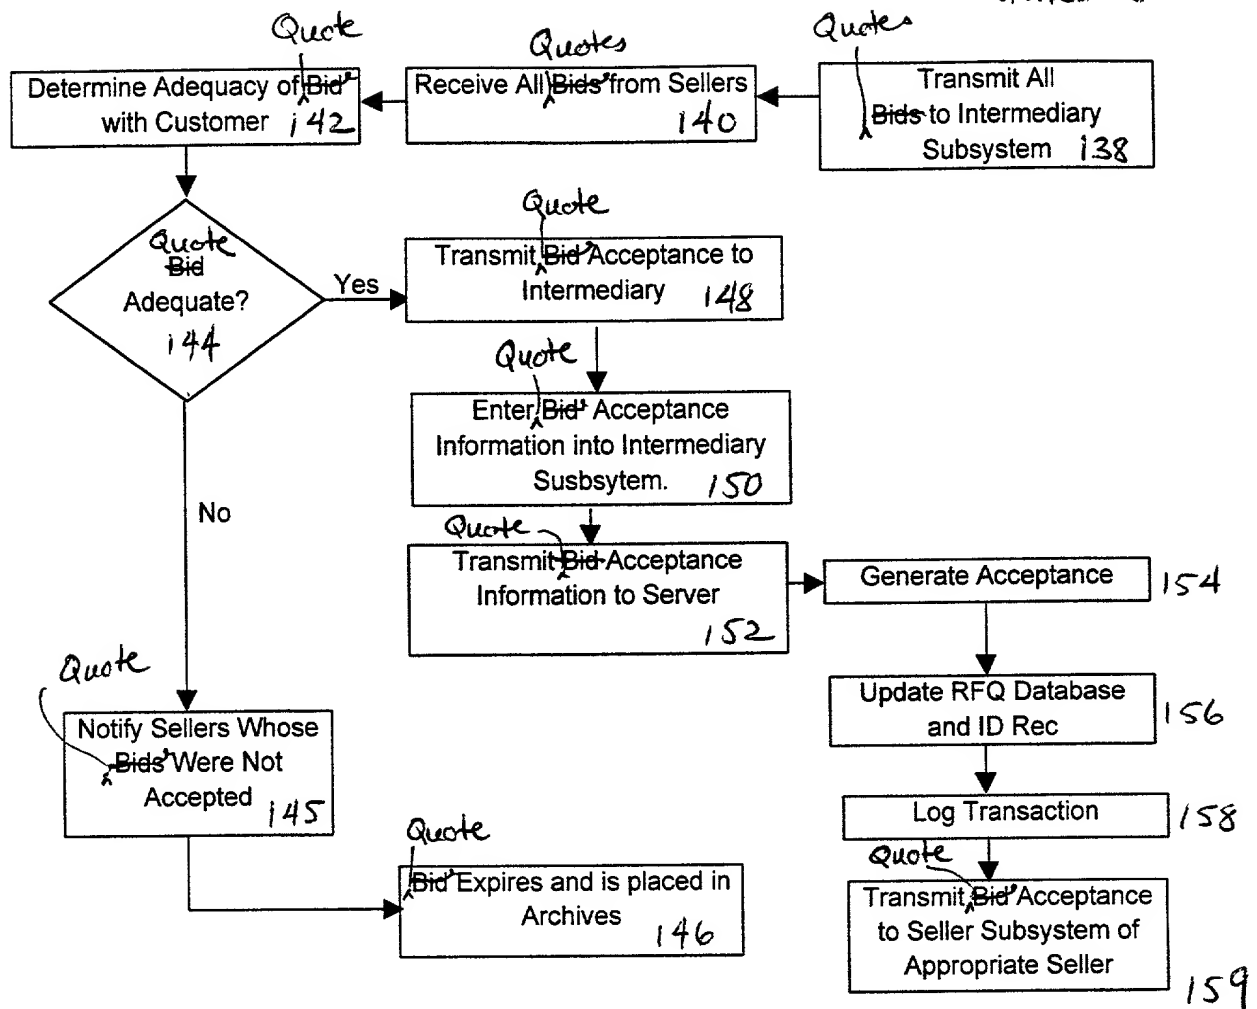 Quote
Quotes
Quotes
Determine Adequacy of Bid
with Customer 142
Receive All Bids from Sellers
140
Transmit All
Bids to Intermediary
Subsystem 138
Quote
Bid
Adequate?
144
Yes
No
Quote
Transmit Bid Acceptance to
Intermediary 148
Quote
Enter Bid Acceptance
Information into Intermediary
Susbsytem. 150
Quote
Transmit Bid Acceptance
Information to Server
152
Generate Acceptance 154
Update RFQ Database
and ID Rec 156
Log Transaction 158
Quote
Transmit Bid Acceptance
to Seller Subsystem of
Appropriate Seller
159
Quote
Notify Sellers Whose
Bids Were Not
Accepted 145
Quote
Bid Expires and is placed in
Archives 146